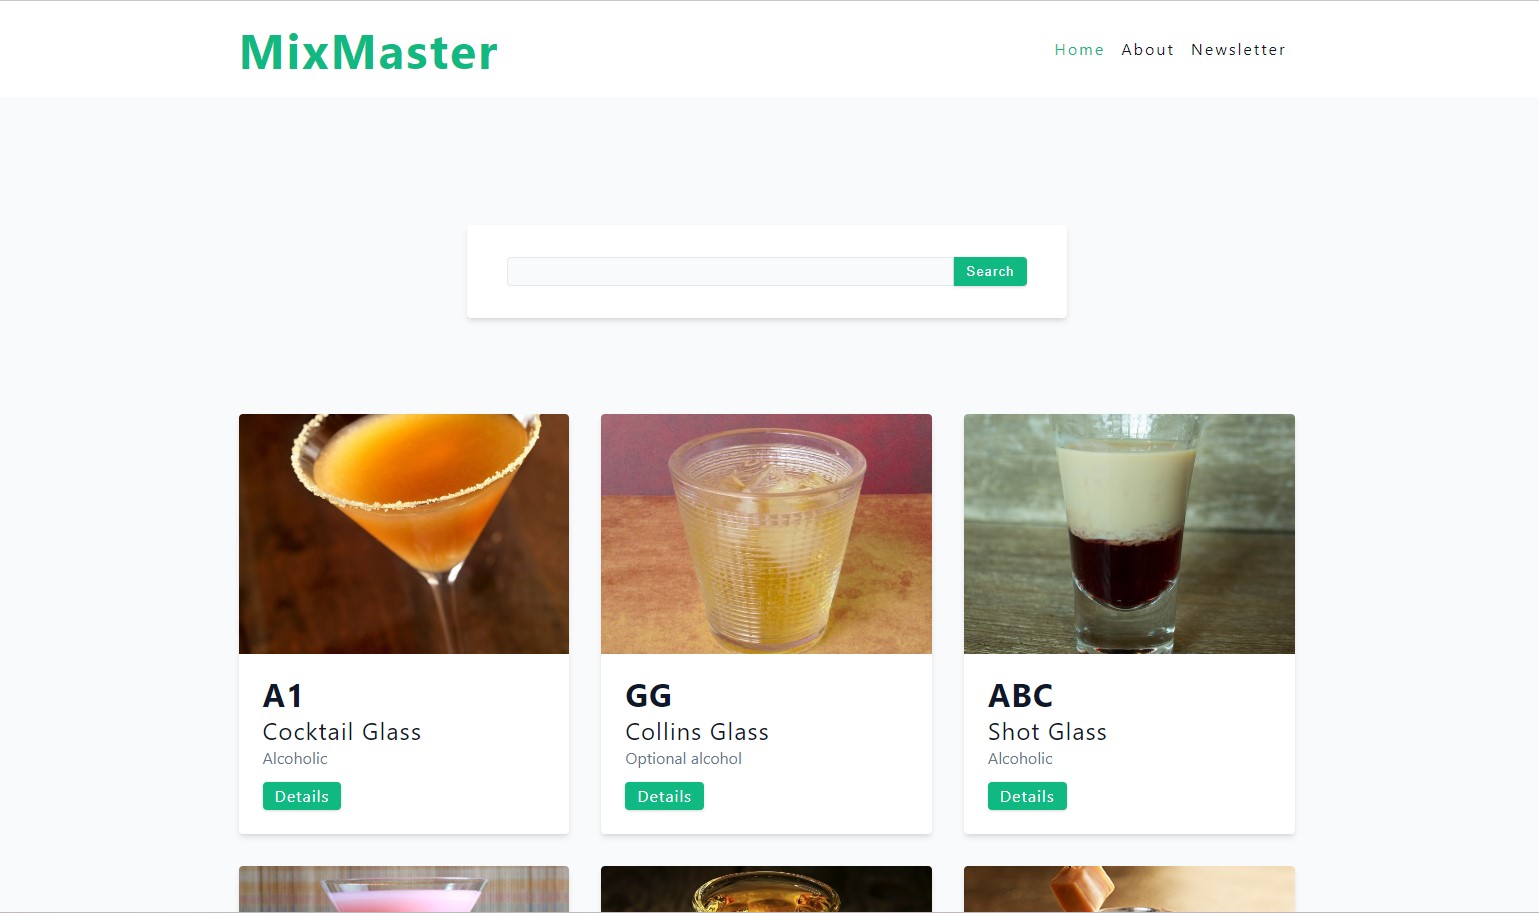 MixMaster
Home About Newsletter
Search
A1
Cocktail Glass
Alcoholic
Details
GG
Collins Glass
Optional alcohol
Details
ABC
Shot Glass
Alcoholic
Details